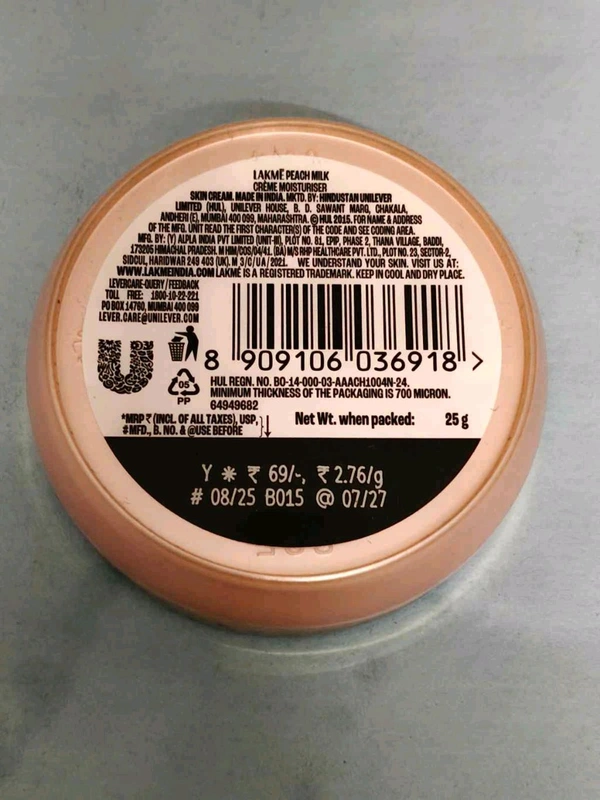 LAKMĒ PEACH MILK
CRÈME MOISTURISER
SKIN CREAM. MADE IN INDIA. MKTD. BY: HINDUSTAN UNILEVER
LIMITED (HUL), UNILEVER HOUSE, B. D. SAWANT MARG, CHAKALA,
ANDHERI (E), MUMBAI 400 099, MAHARASHTRA. © HUL 2015. FOR NAME & ADDRESS
OF THE MFG. UNIT READ THE FIRST CHARACTER(S) OF THE CODE AND SEE CODING AREA.
MFG. BY: (Y) ALPLA INDIA PVT LIMITED (UNIT-III), PLOT NO. 81, EPIP, PHASE 2, THANA VILLAGE, BADDI,
173205 HIMACHAL PRADESH. (BA) M/S RHP HEALTHCARE PVT. LTD., PLOT NO. 23, SECTOR-2,
SIDCUL, HARIDWAR 249 403 (UK). M 3/C/UA/2021. WE UNDERSTAND YOUR SKIN. VISIT US AT:
WWW.LAKMEINDIA.COM LAKMĒ IS A REGISTERED TRADEMARK. KEEP IN COOL AND DRY PLACE.
LEVERCARE-QUERY/FEEDBACK
TOLL FREE: 1800-10-22-221
PO BOX 14760, MUMBAI 400 099
LEVER.CARE@UNILEVER.COM
8 909106 036918 >
05
PP
HUL REGN. NO. BO-14-000-03-AAACH1004N-24.
MINIMUM THICKNESS OF THE PACKAGING IS 700 MICRON.
64949682
*MRP ₹ (INCL. OF ALL TAXES), USP,
#MFD., B. NO. & @USE BEFORE
Net Wt. when packed: 25 g
Y * ₹ 69/-, ₹ 2.76/g
# 08/25 B015 @ 07/27